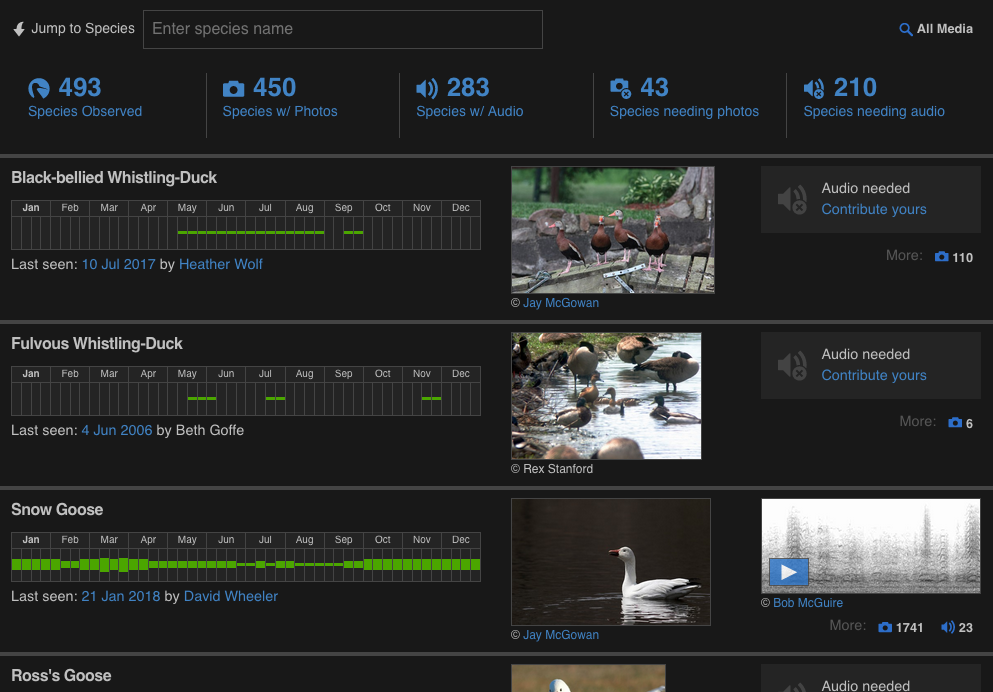 Jump to Species
Enter species name
All Media
493
Species Observed
450
Species w/ Photos
283
Species w/ Audio
43
Species needing photos
210
Species needing audio
Black-bellied Whistling-Duck
Jan Feb Mar Apr May Jun Jul Aug Sep Oct Nov Dec
Last seen: 10 Jul 2017 by Heather Wolf
© Jay McGowan
Audio needed
Contribute yours
More: 110
Fulvous Whistling-Duck
Jan Feb Mar Apr May Jun Jul Aug Sep Oct Nov Dec
Last seen: 4 Jun 2006 by Beth Goffe
© Rex Stanford
Audio needed
Contribute yours
More: 6
Snow Goose
Jan Feb Mar Apr May Jun Jul Aug Sep Oct Nov Dec
Last seen: 21 Jan 2018 by David Wheeler
© Jay McGowan
© Bob McGuire
More: 1741 23
Ross's Goose
Audio needed